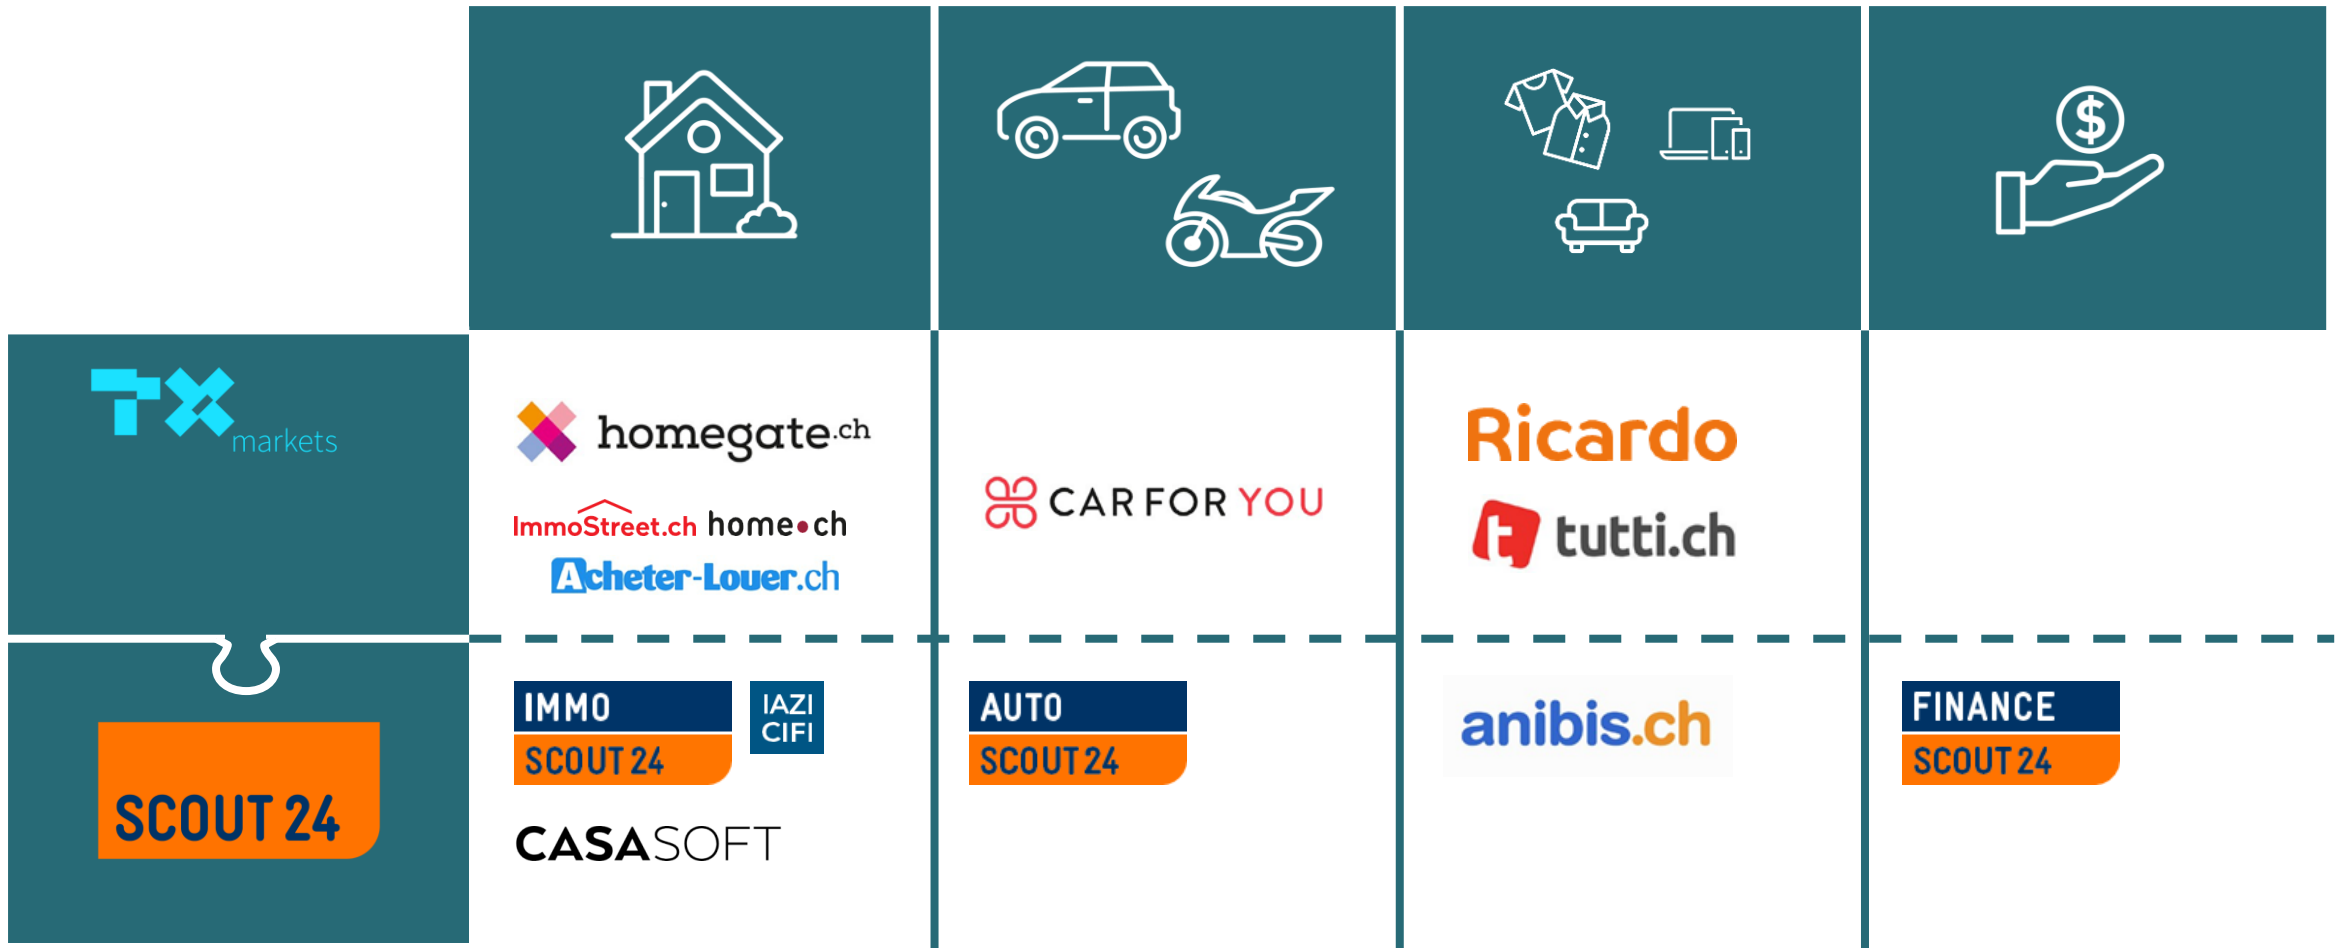 $
TX markets
homegate.ch
ImmoStreet.ch home.ch
Acheter-Louer.ch
CAR FOR YOU
Ricardo
tutti.ch
SCOUT 24
IMMO
SCOUT 24
IAZI
CIFI
CASASOFT
AUTO
SCOUT 24
anibis.ch
FINANCE
SCOUT 24